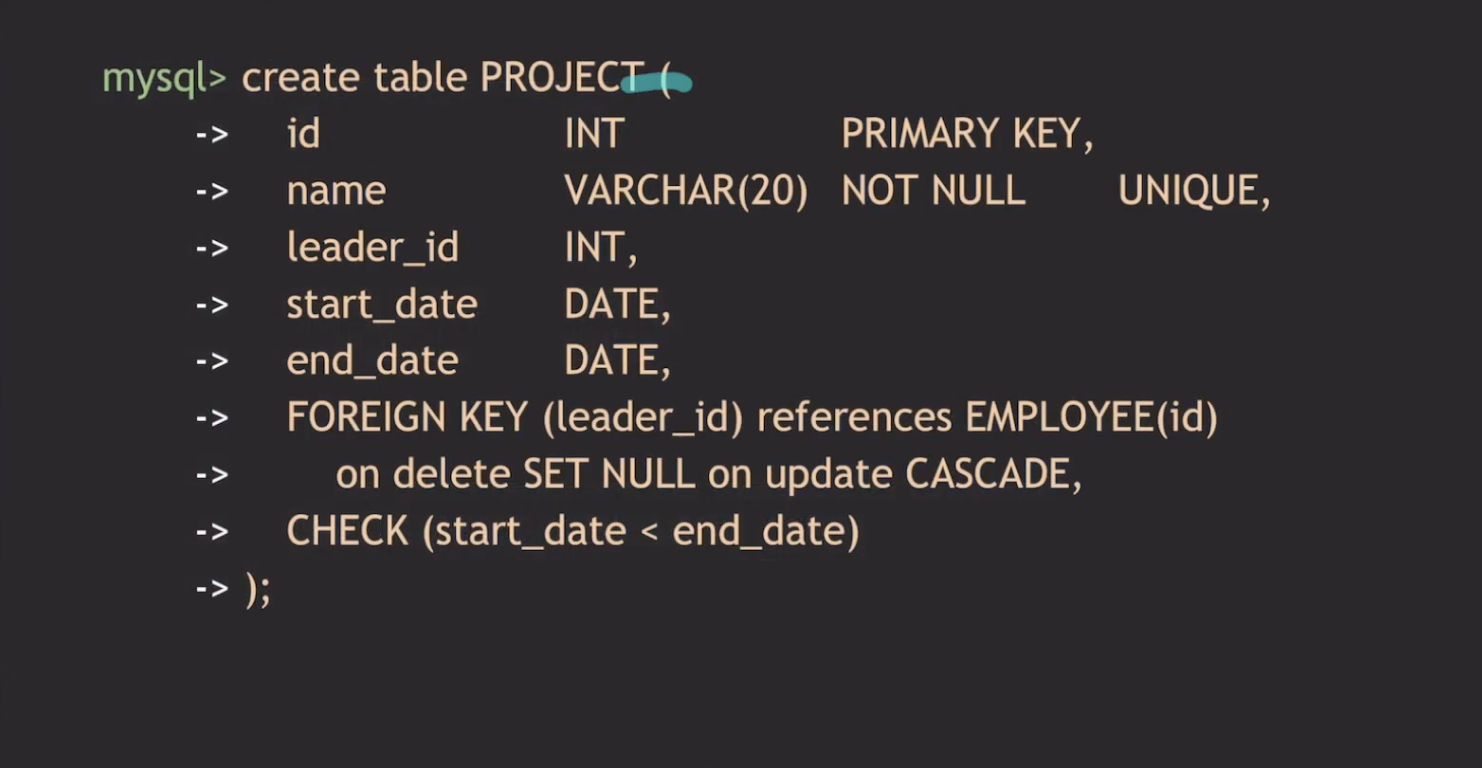 mysql> create table PROJECT (
-> id INT PRIMARY KEY,
-> name VARCHAR(20) NOT NULL UNIQUE,
-> leader_id INT,
-> start_date DATE,
-> end_date DATE,
-> FOREIGN KEY (leader_id) references EMPLOYEE(id)
-> on delete SET NULL on update CASCADE,
-> CHECK (start_date < end_date)
-> );